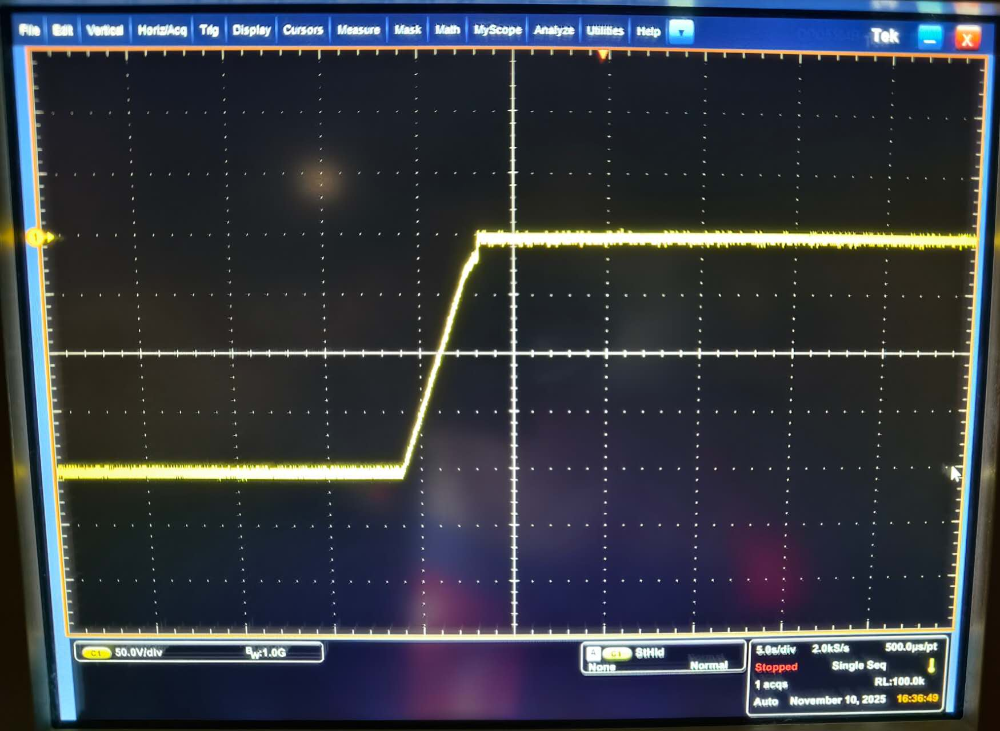 File Edit Vertical Horiz/Acq Trig Display Cursors Measure Mask Math MyScope Analyze Utilities Help Tek X
1
C1 50.0V/div BW:1.0G
A C1 StHld
None Normal
5.0s/div 2.0kS/s 500.0µs/pt
Stopped Single Seq
1 acqs RL:100.0k
Auto November 10, 2025 16:36:49